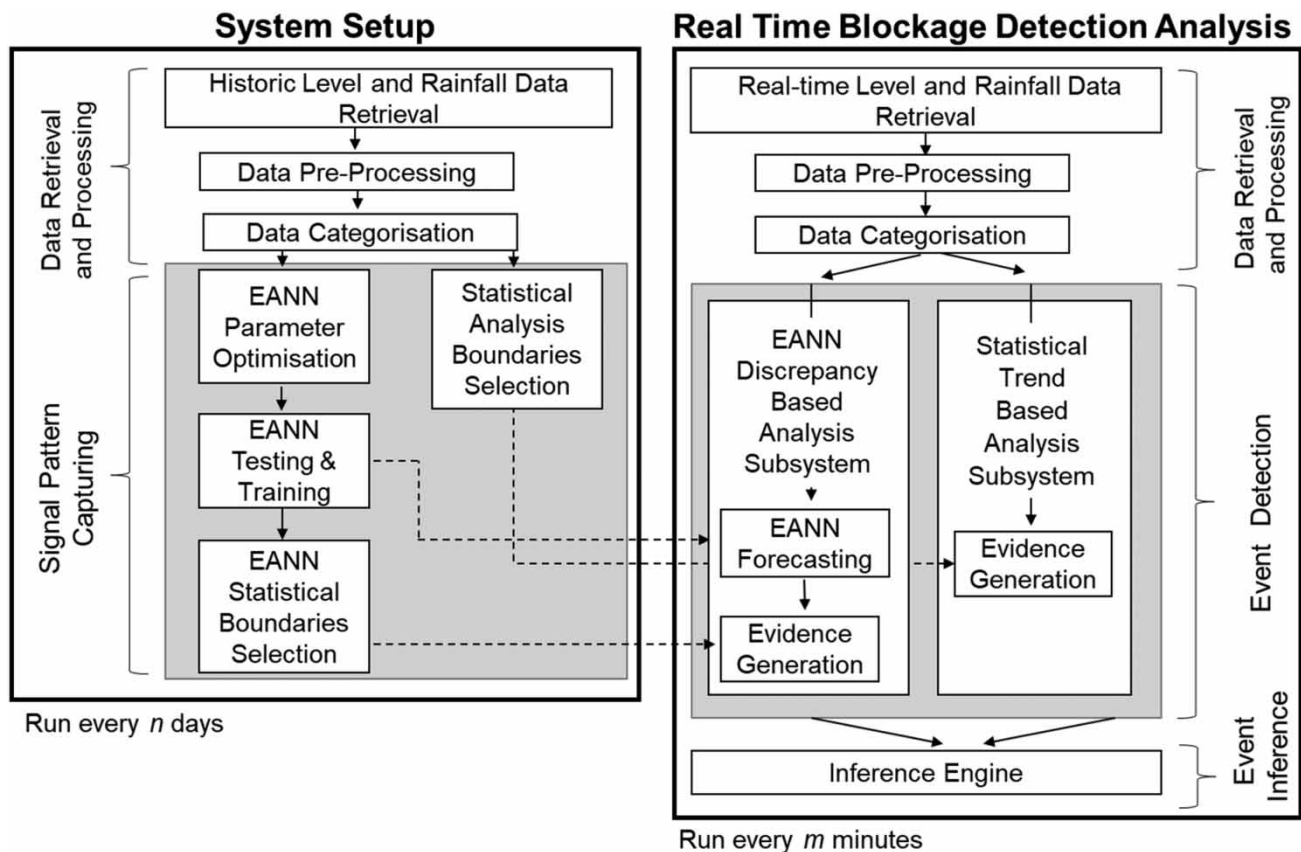 System Setup
Historic Level and Rainfall Data
Retrieval
Data Pre-Processing
Data Categorisation
Data Retrieval
and Processing
EANN
Parameter
Optimisation
Statistical
Analysis
Boundaries
Selection
EANN
Testing &
Training
EANN
Statistical
Boundaries
Selection
Signal Pattern
Capturing
Run every n days
Real Time Blockage Detection Analysis
Real-time Level and Rainfall Data
Retrieval
Data Pre-Processing
Data Categorisation
Data Retrieval
and Processing
EANN
Discrepancy
Based
Analysis
Subsystem
EANN
Forecasting
Evidence
Generation
Statistical
Trend
Based
Analysis
Subsystem
Evidence
Generation
Event Detection
Inference Engine
Event
Inference
Run every m minutes